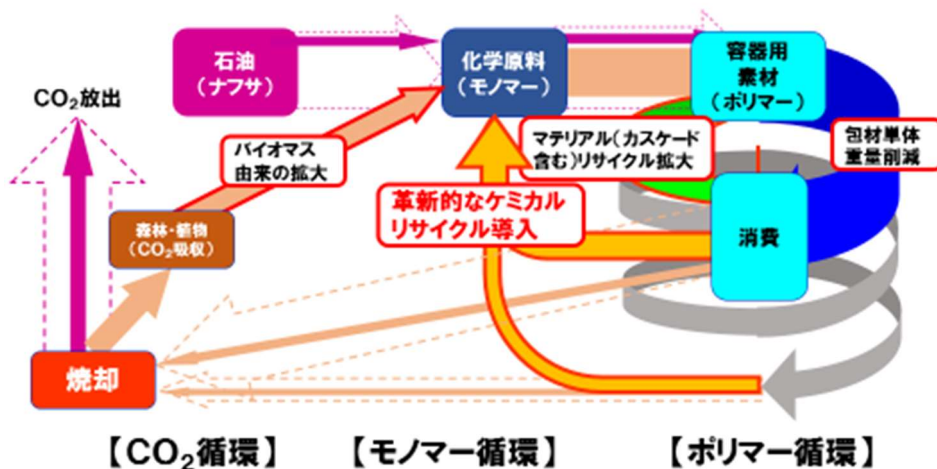 石油
（ナフサ）
化学原料
（モノマー）
容器用
素材
（ポリマー）
CO₂放出
バイオマス
由来の拡大
マテリアル（カスケード
含む）リサイクル拡大
包材単体
重量削減
革新的なケミカル
リサイクル導入
森林・植物
（CO₂吸収）
消費
焼却
【CO₂循環】
【モノマー循環】
【ポリマー循環】